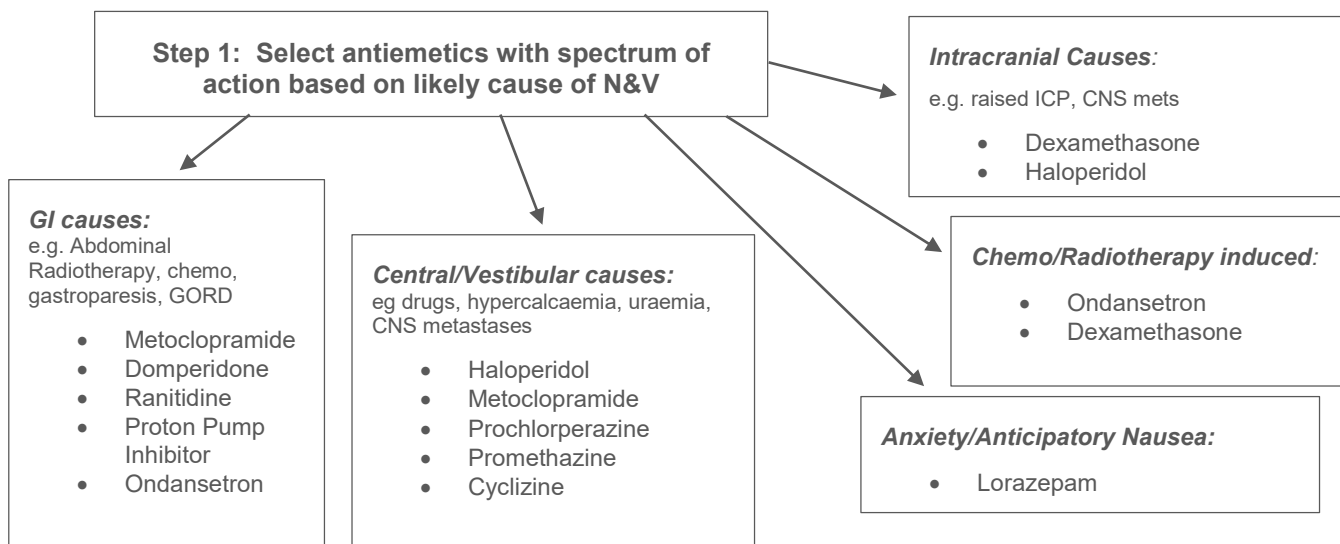 Step 1: Select antiemetics with spectrum of
action based on likely cause of N&V
Intracranial Causes:
e.g. raised ICP, CNS mets
• Dexamethasone
• Haloperidol
GI causes:
e.g. Abdominal
Radiotherapy, chemo,
gastroparesis, GORD
• Metoclopramide
• Domperidone
• Ranitidine
• Proton Pump
Inhibitor
• Ondansetron
Central/Vestibular causes:
eg drugs, hypercalcaemia, uraemia,
CNS metastases
• Haloperidol
• Metoclopramide
• Prochlorperazine
• Promethazine
• Cyclizine
Chemo/Radiotherapy induced:
• Ondansetron
• Dexamethasone
Anxiety/Anticipatory Nausea:
• Lorazepam